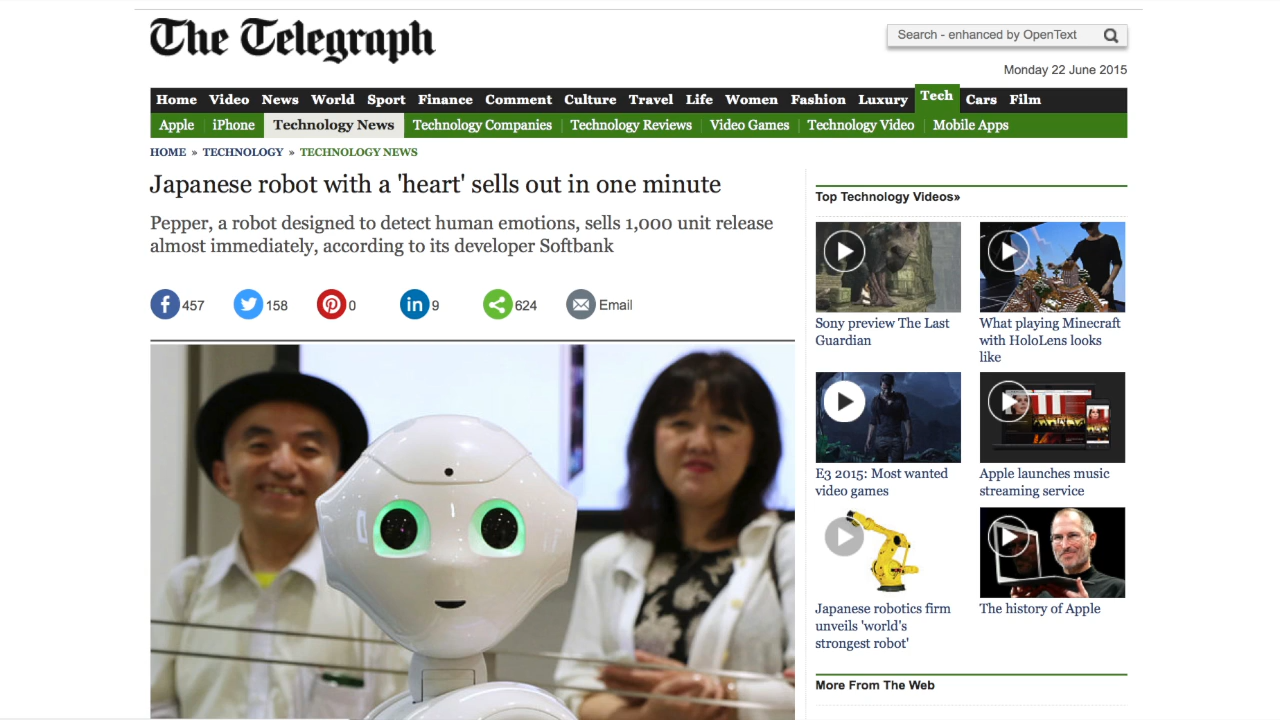 The Telegraph
Search - enhanced by OpenText
Monday 22 June 2015
Home Video News World Sport Finance Comment Culture Travel Life Women Fashion Luxury Tech Cars Film
Apple iPhone Technology News Technology Companies Technology Reviews Video Games Technology Video Mobile Apps
HOME » TECHNOLOGY » TECHNOLOGY NEWS
Japanese robot with a 'heart' sells out in one minute
Pepper, a robot designed to detect human emotions, sells 1,000 unit release
almost immediately, according to its developer Softbank
457 158 0 9 624 Email
Top Technology Videos»
Sony preview The Last
Guardian
What playing Minecraft
with HoloLens looks
like
E3 2015: Most wanted
video games
Apple launches music
streaming service
Japanese robotics firm
unveils 'world's
strongest robot'
The history of Apple
More From The Web